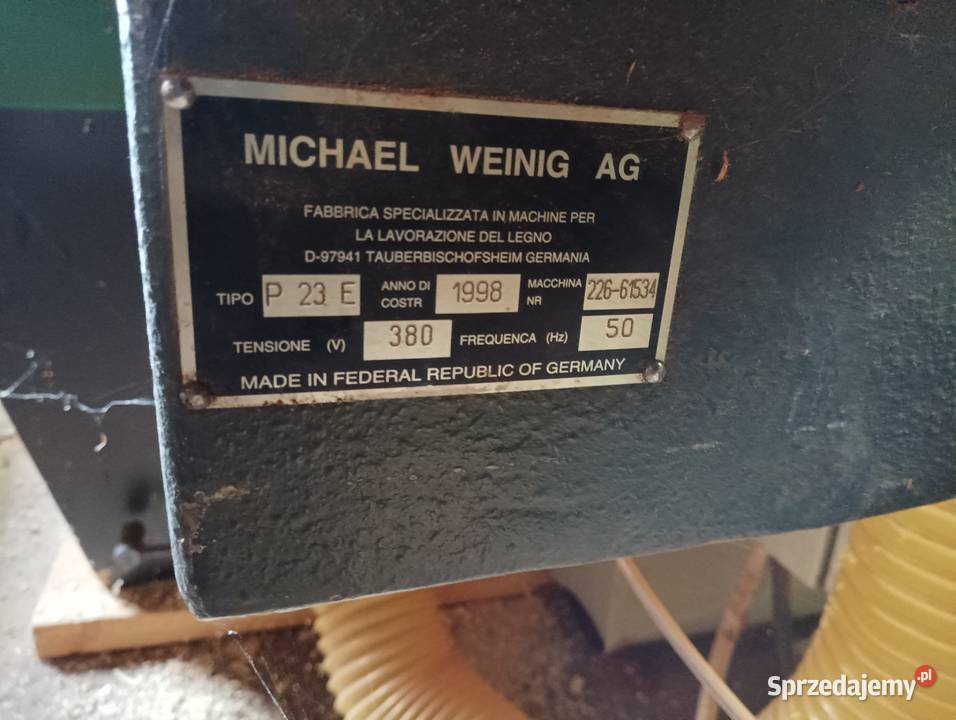 MICHAEL WEINIG AG
FABBRICA SPECIALIZZATA IN MACHINE PER
LA LAVORAZIONE DEL LEGNO
D-97941 TAUBERBISCHOFSHEIM GERMANIA
TIPO P 23 E ANNO DI COSTR 1998 MACCHINA NR 226-61534
TENSIONE (V) 380 FREQUENCA (Hz) 50
MADE IN FEDERAL REPUBLIC OF GERMANY
Sprzedajemy.pl